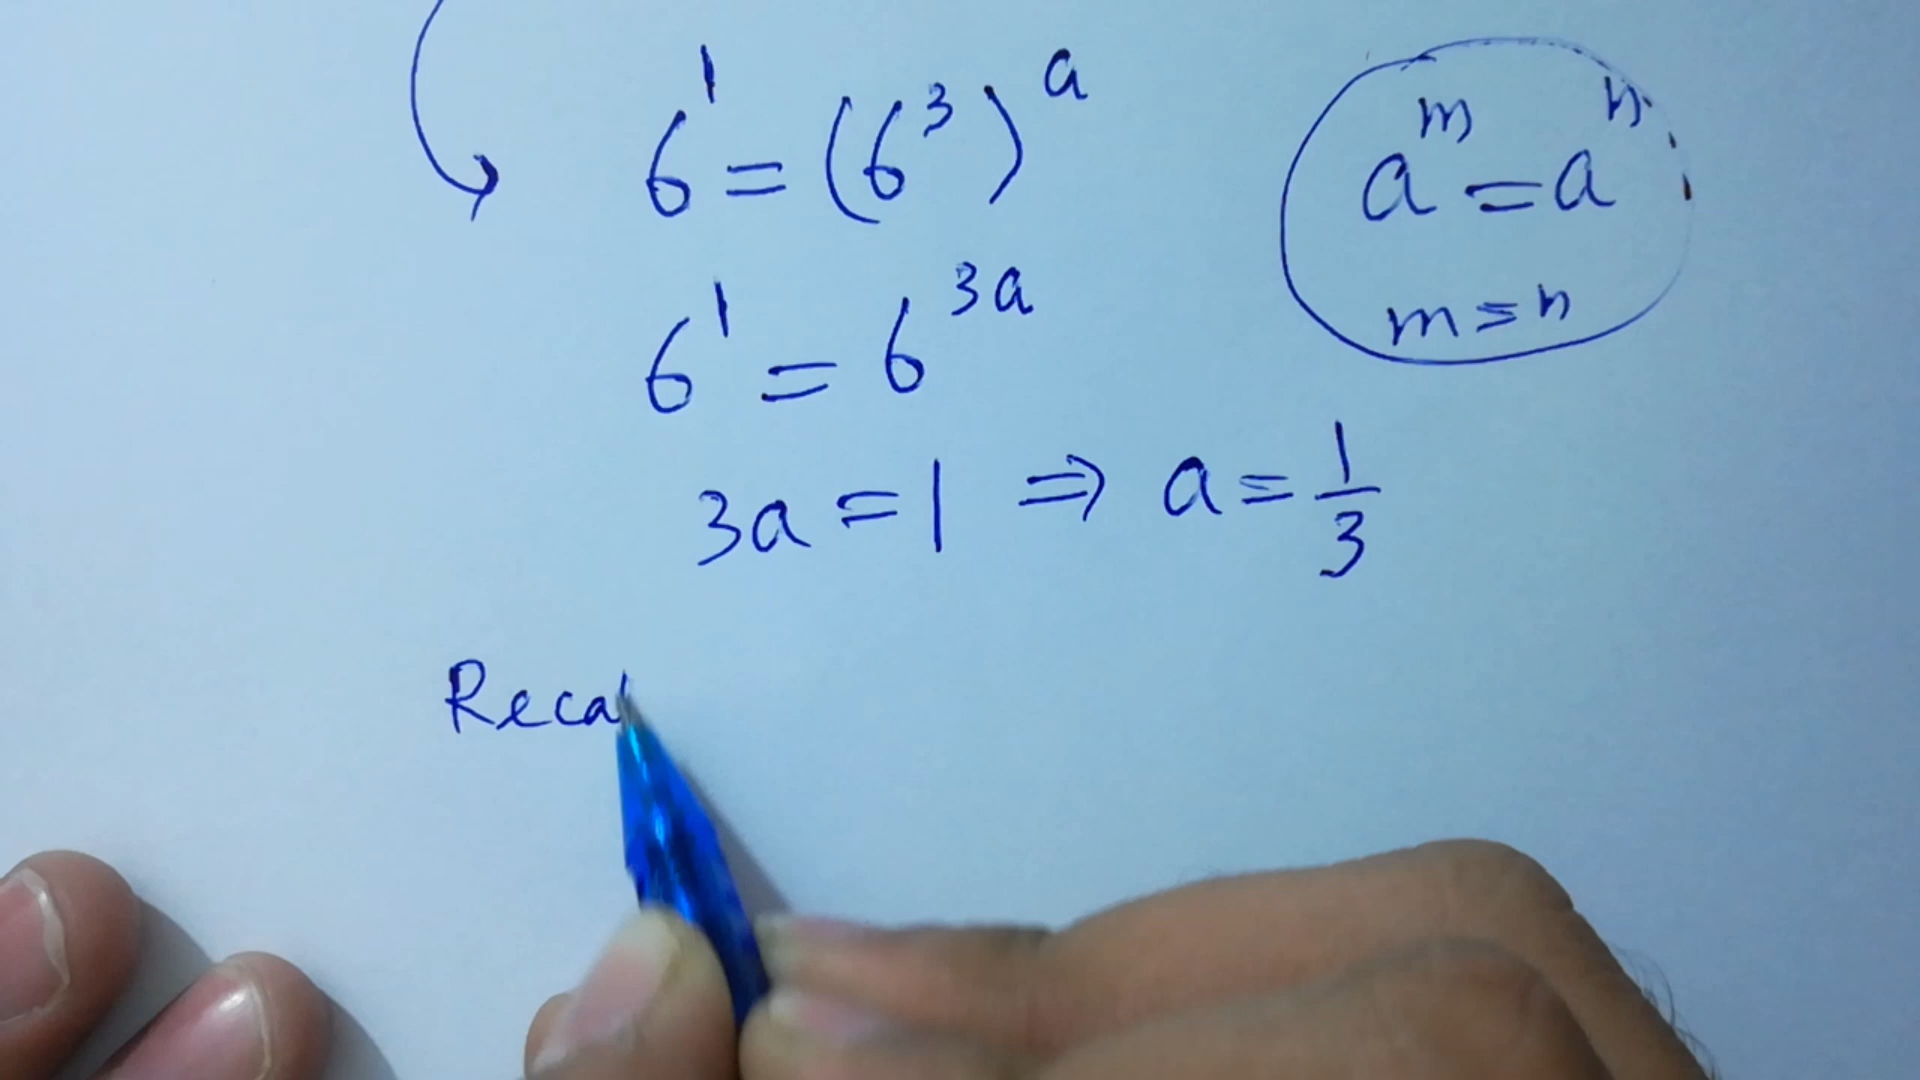 6¹ = (6³)ᵃ
6¹ = 6³ᵃ
3a = 1 ⇒ a = 1/3
aᵐ = aⁿ
m = n
Reca